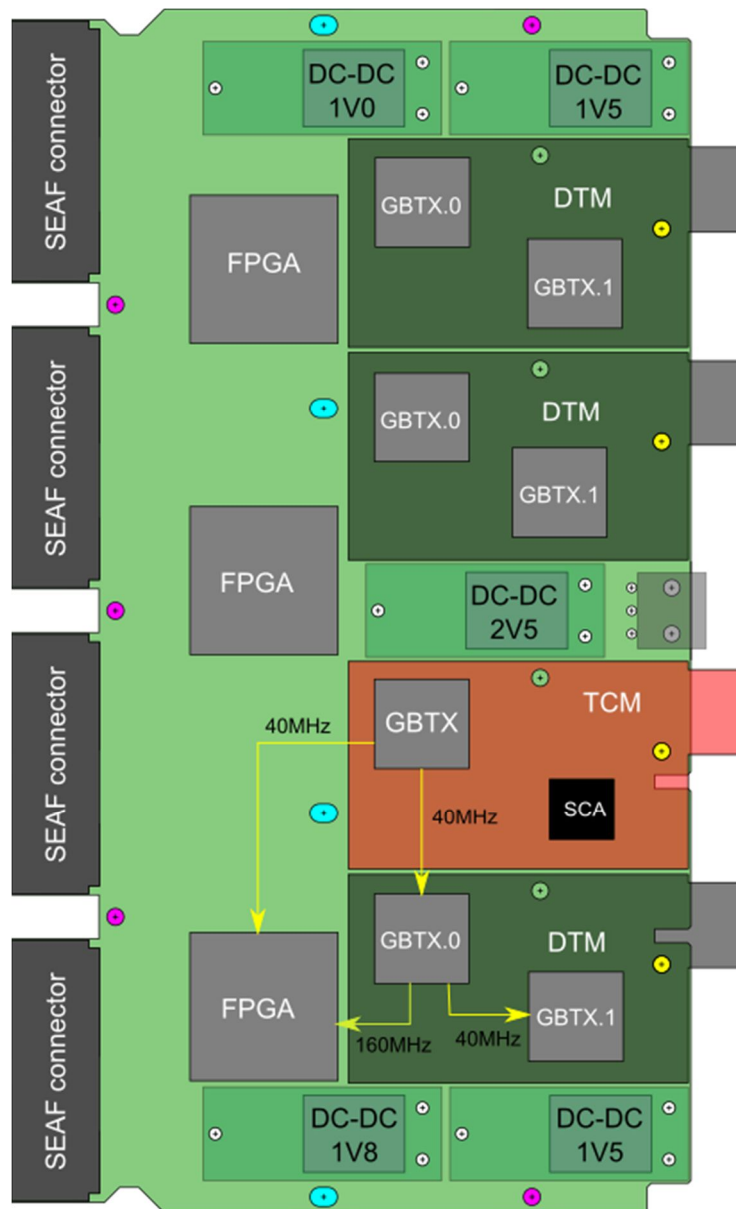 DC-DC
1V0
DC-DC
1V5
SEAF connector
GBTX.0
DTM
FPGA
GBTX.1
SEAF connector
GBTX.0
DTM
GBTX.1
FPGA
DC-DC
2V5
SEAF connector
GBTX
TCM
40MHz
SCA
40MHz
SEAF connector
GBTX.0
DTM
FPGA
GBTX.1
160MHz
40MHz
DC-DC
1V8
DC-DC
1V5